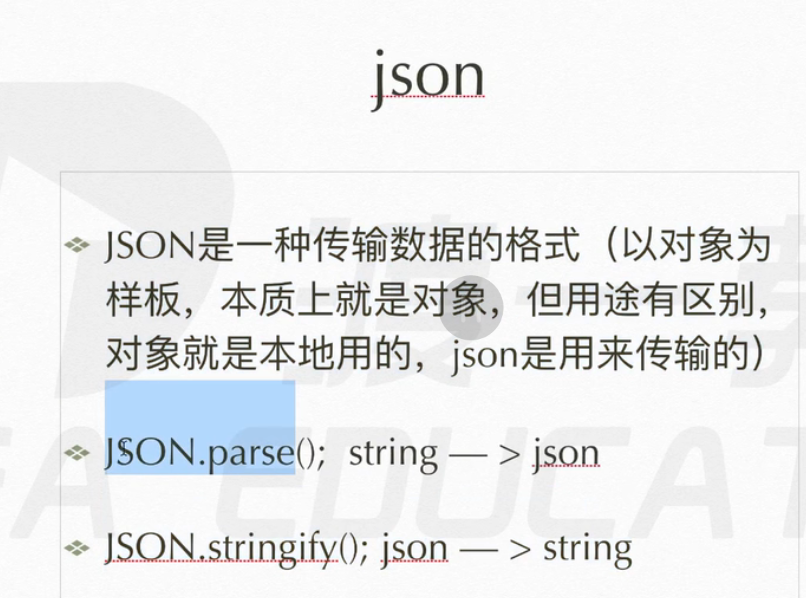 json
JSON是一种传输数据的格式（以对象为
样板，本质上就是对象，但用途有区别，
对象就是本地用的，json是用来传输的）
JSON.parse(); string — > json
JSON.stringify(); json — > string